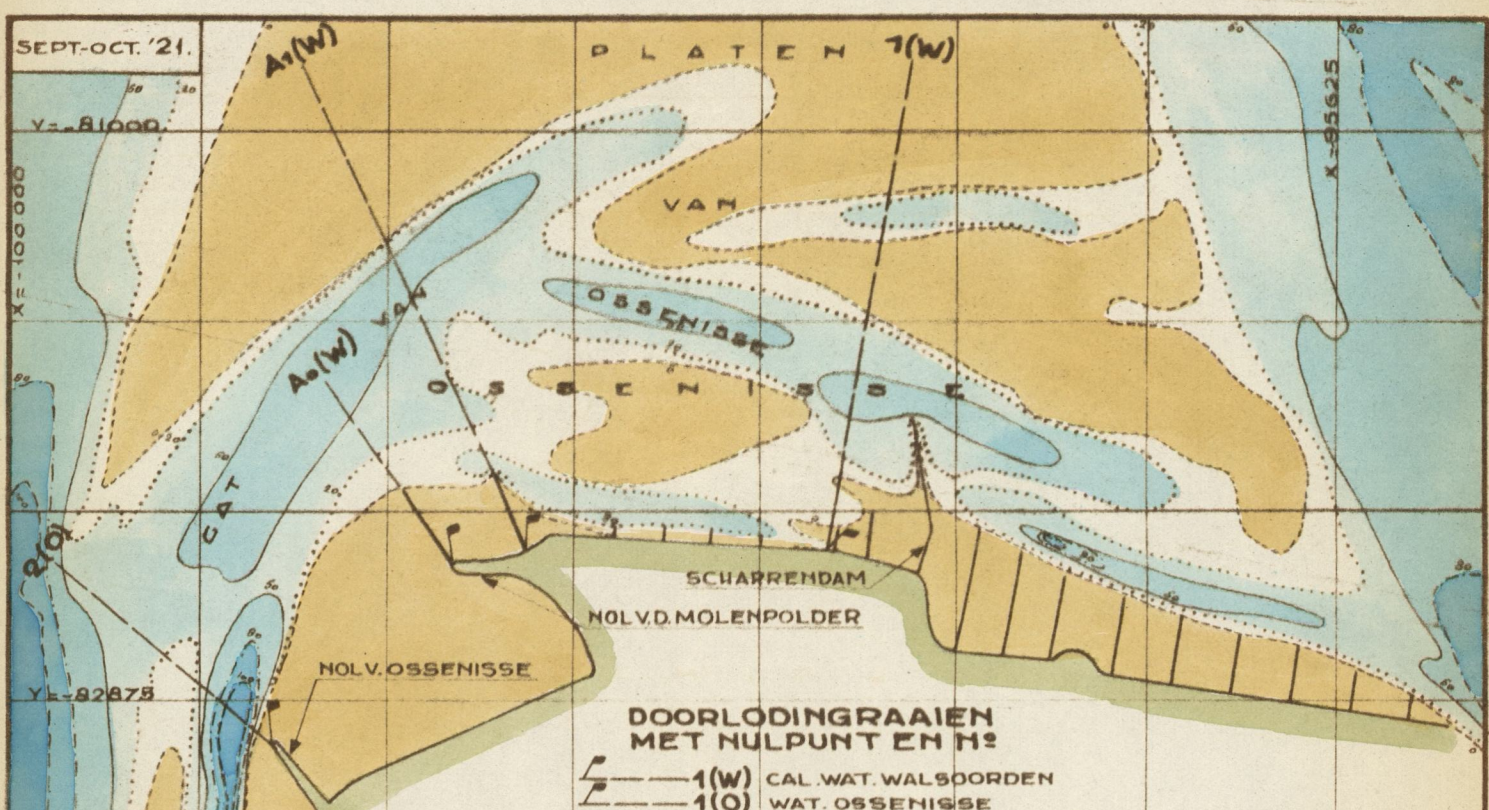 SEPT.-OCT. '21.
A1(W)
PLATEN
1(W)
Y=-81000.
X=-95625
X=-100000
VAN
OSSENISSE
VAN
A0(W)
OSSENISSE
GAT
2(O)
SCHARRENDAM
NOL V.D. MOLENPOLDER
NOL V. OSSENISSE
Y=-82875
DOORLODINGRAAIEN
MET NULPUNT EN No
1(W) CAL. WAT. WALSOORDEN
1(O) WAT. OSSENISSE